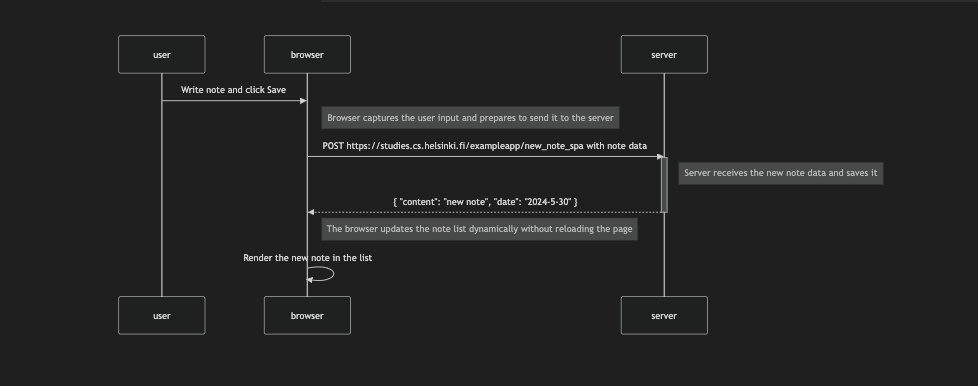 user browser server
Write note and click Save
Browser captures the user input and prepares to send it to the server
POST https://studies.cs.helsinki.fi/exampleapp/new_note_spa with note data
Server receives the new note data and saves it
{ "content": "new note", "date": "2024-5-30" }
The browser updates the note list dynamically without reloading the page
Render the new note in the list
user browser server